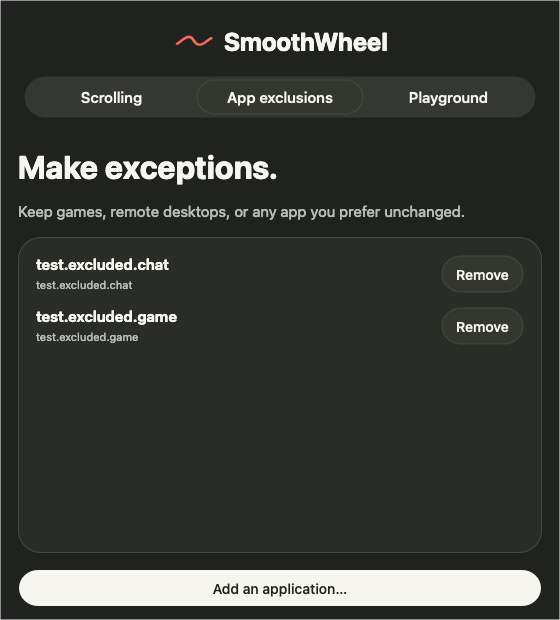 SmoothWheel
Scrolling
App exclusions
Playground
Make exceptions.
Keep games, remote desktops, or any app you prefer unchanged.
test.excluded.chat
test.excluded.chat
Remove
test.excluded.game
test.excluded.game
Remove
Add an application...